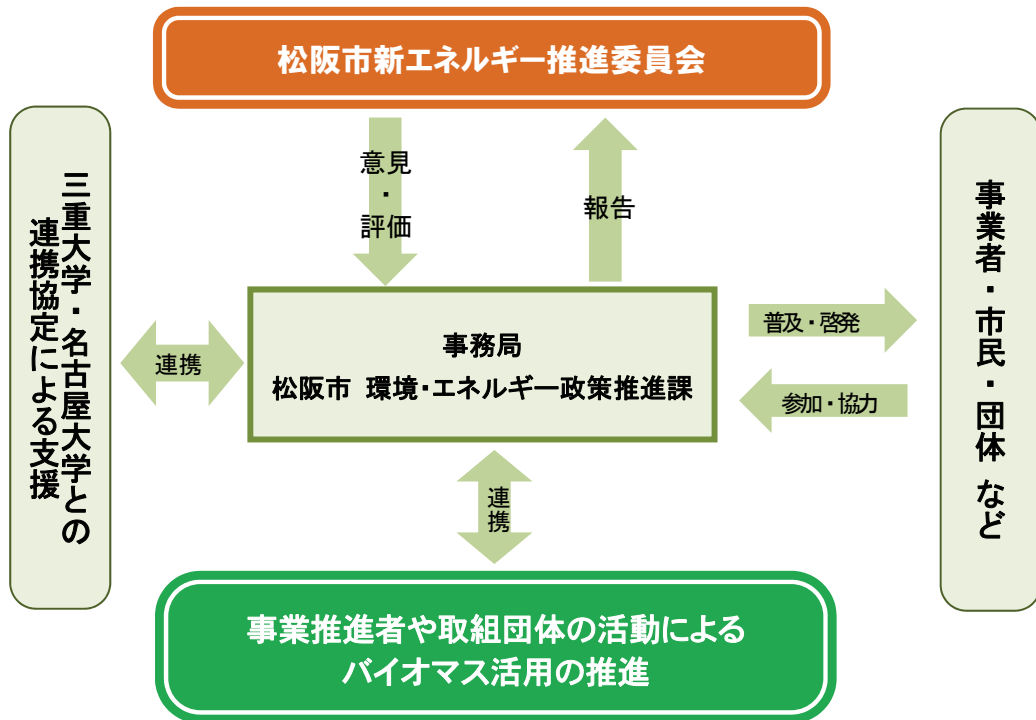 松阪市新エネルギー推進委員会
意見
・
評価
報告
三重大学・名古屋大学との
連携協定による支援
連携
事務局
松阪市 環境・エネルギー政策推進課
普及・啓発
参加・協力
事業者・市民・団体 など
連携
事業推進者や取組団体の活動による
バイオマス活用の推進